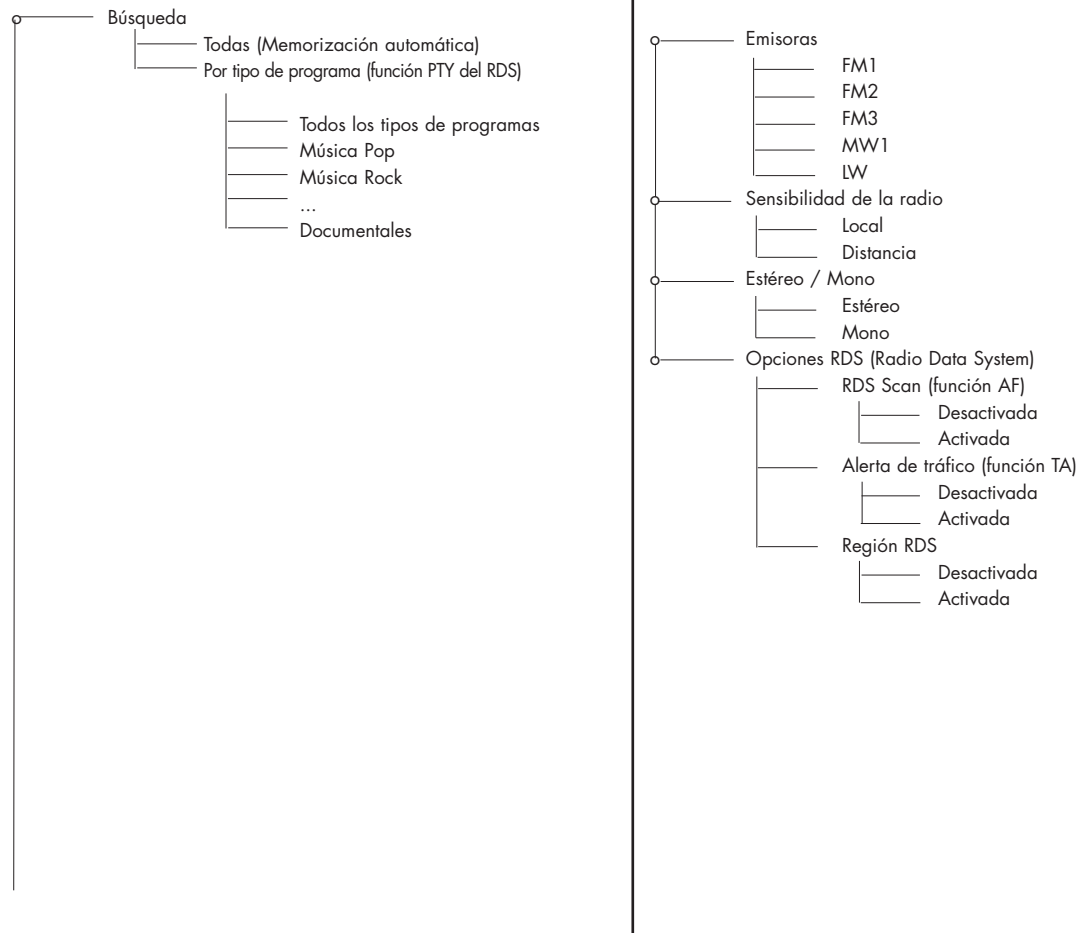 Búsqueda
Todas (Memorización automática)
Por tipo de programa (función PTY del RDS)
Todos los tipos de programas
Música Pop
Música Rock
...
Documentales
Emisoras
FM1
FM2
FM3
MW1
LW
Sensibilidad de la radio
Local
Distancia
Estéreo / Mono
Estéreo
Mono
Opciones RDS (Radio Data System)
RDS Scan (función AF)
Desactivada
Activada
Alerta de tráfico (función TA)
Desactivada
Activada
Región RDS
Desactivada
Activada